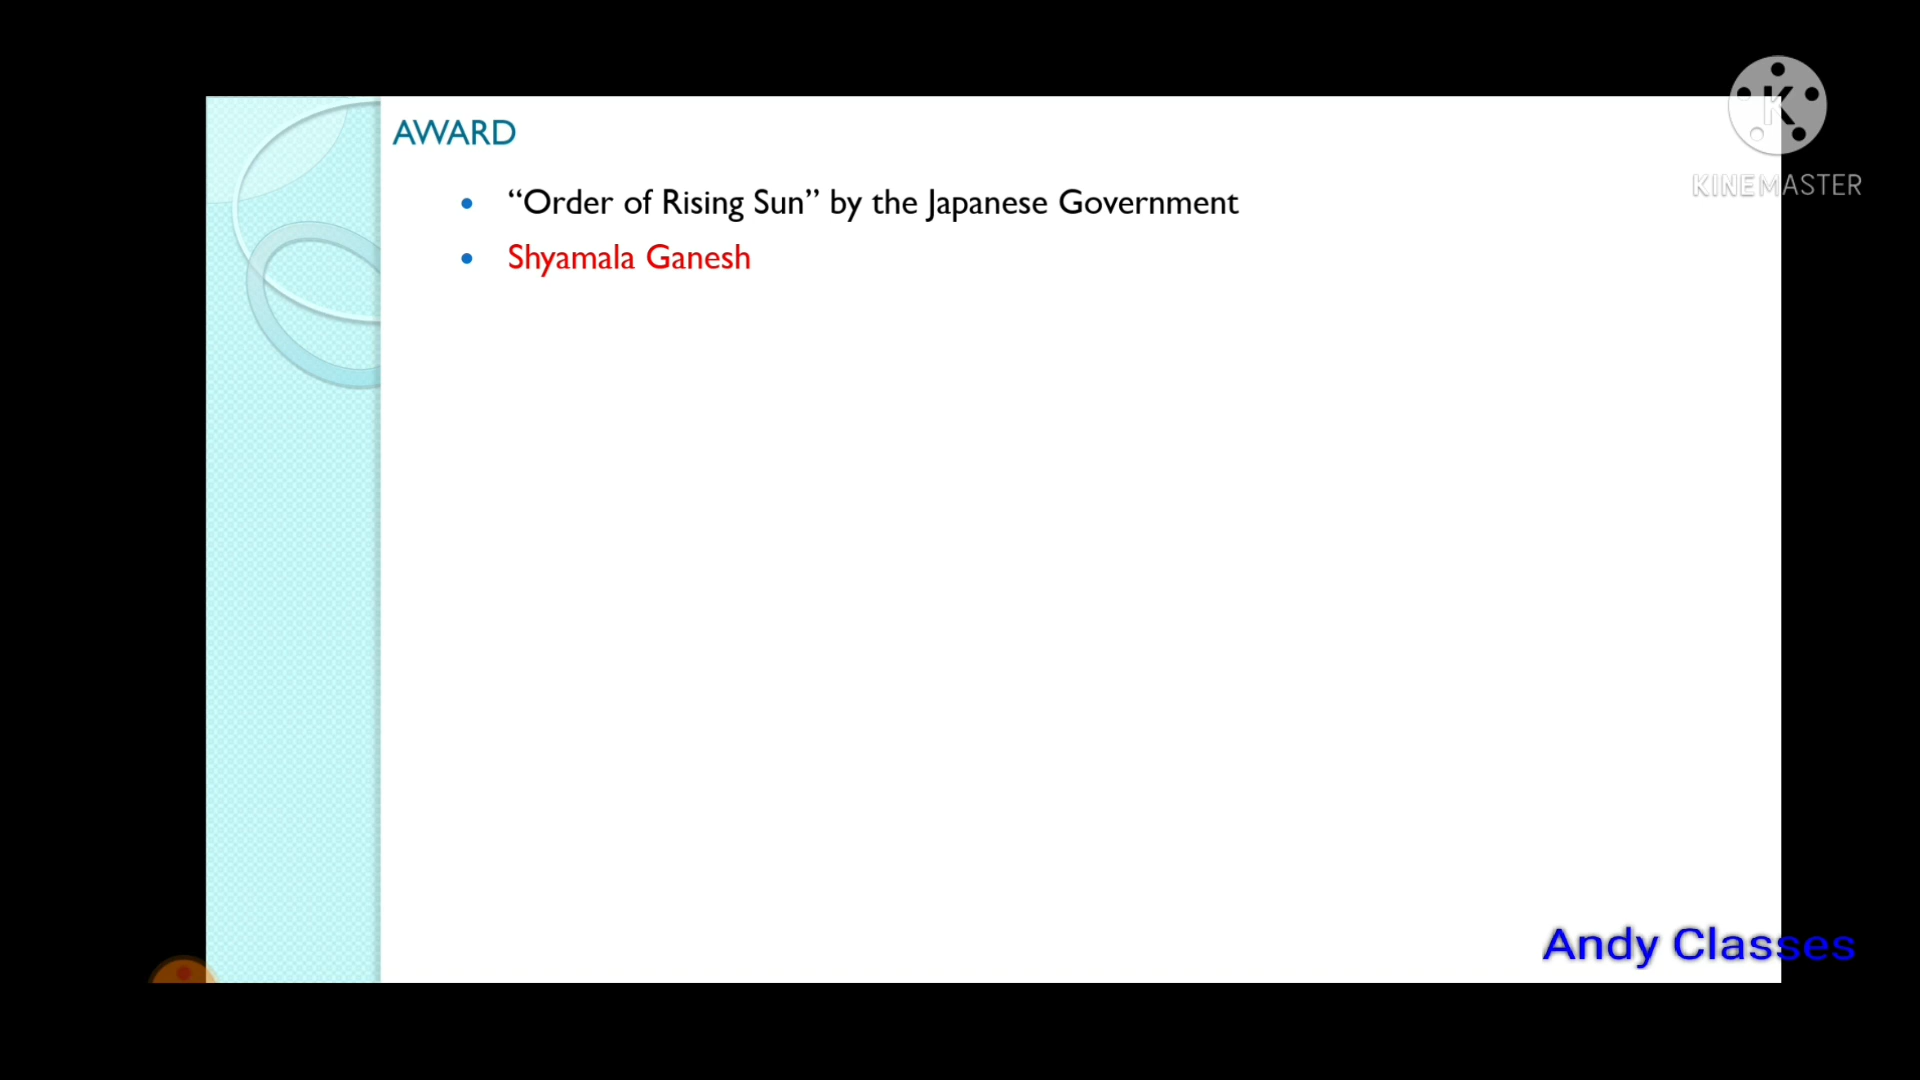 AWARD
“Order of Rising Sun” by the Japanese Government
Shyamala Ganesh
K
KINEMASTER
Andy Classes